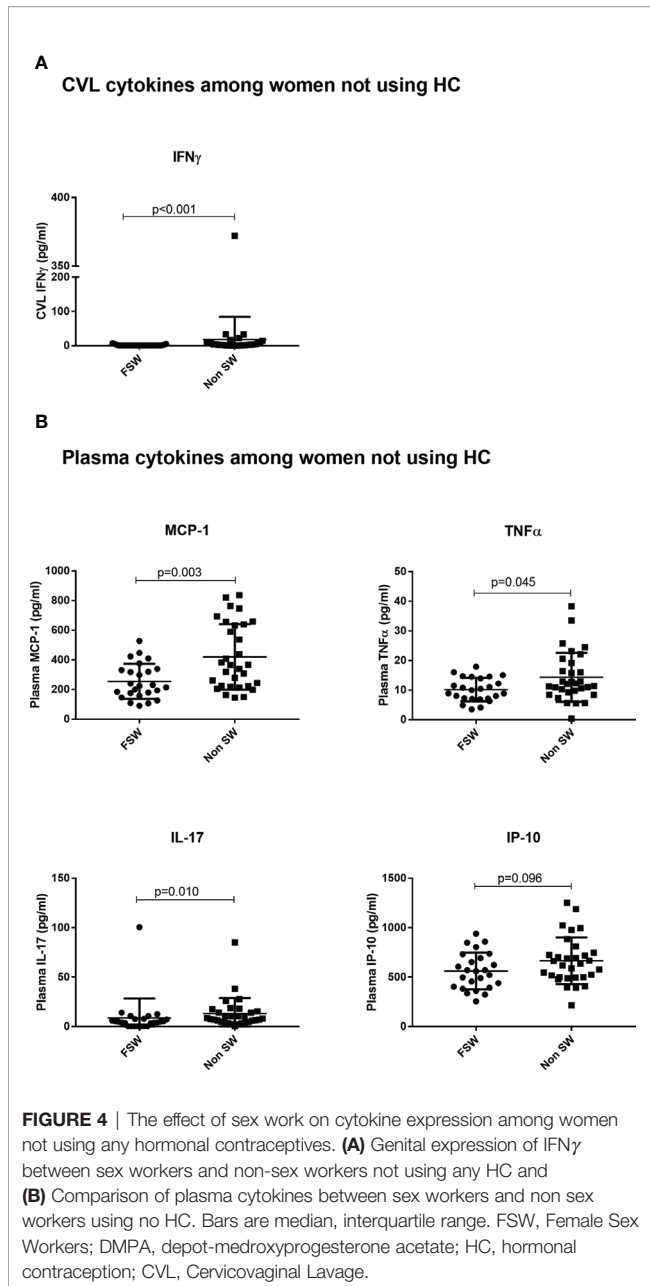 A
CVL cytokines among women not using HC
IFNγ
400
p<0.001
350
200
100
0
CVL IFNγ (pg/ml)
FSW
Non SW
B
Plasma cytokines among women not using HC
MCP-1
1000
p=0.003
800
600
400
200
0
Plasma MCP-1 (pg/ml)
FSW
Non SW
TNFα
50
40
p=0.045
30
20
10
0
Plasma TNFα (pg/ml)
FSW
Non SW
IL-17
150
p=0.010
100
50
0
Plasma IL-17 (pg/ml)
FSW
Non SW
IP-10
1500
p=0.096
1000
500
0
Plasma IP-10 (pg/ml)
FSW
Non SW
FIGURE 4 | The effect of sex work on cytokine expression among women
not using any hormonal contraceptives. (A) Genital expression of IFNγ
between sex workers and non-sex workers not using any HC and
(B) Comparison of plasma cytokines between sex workers and non sex
workers using no HC. Bars are median, interquartile range. FSW, Female Sex
Workers; DMPA, depot-medroxyprogesterone acetate; HC, hormonal
contraception; CVL, Cervicovaginal Lavage.